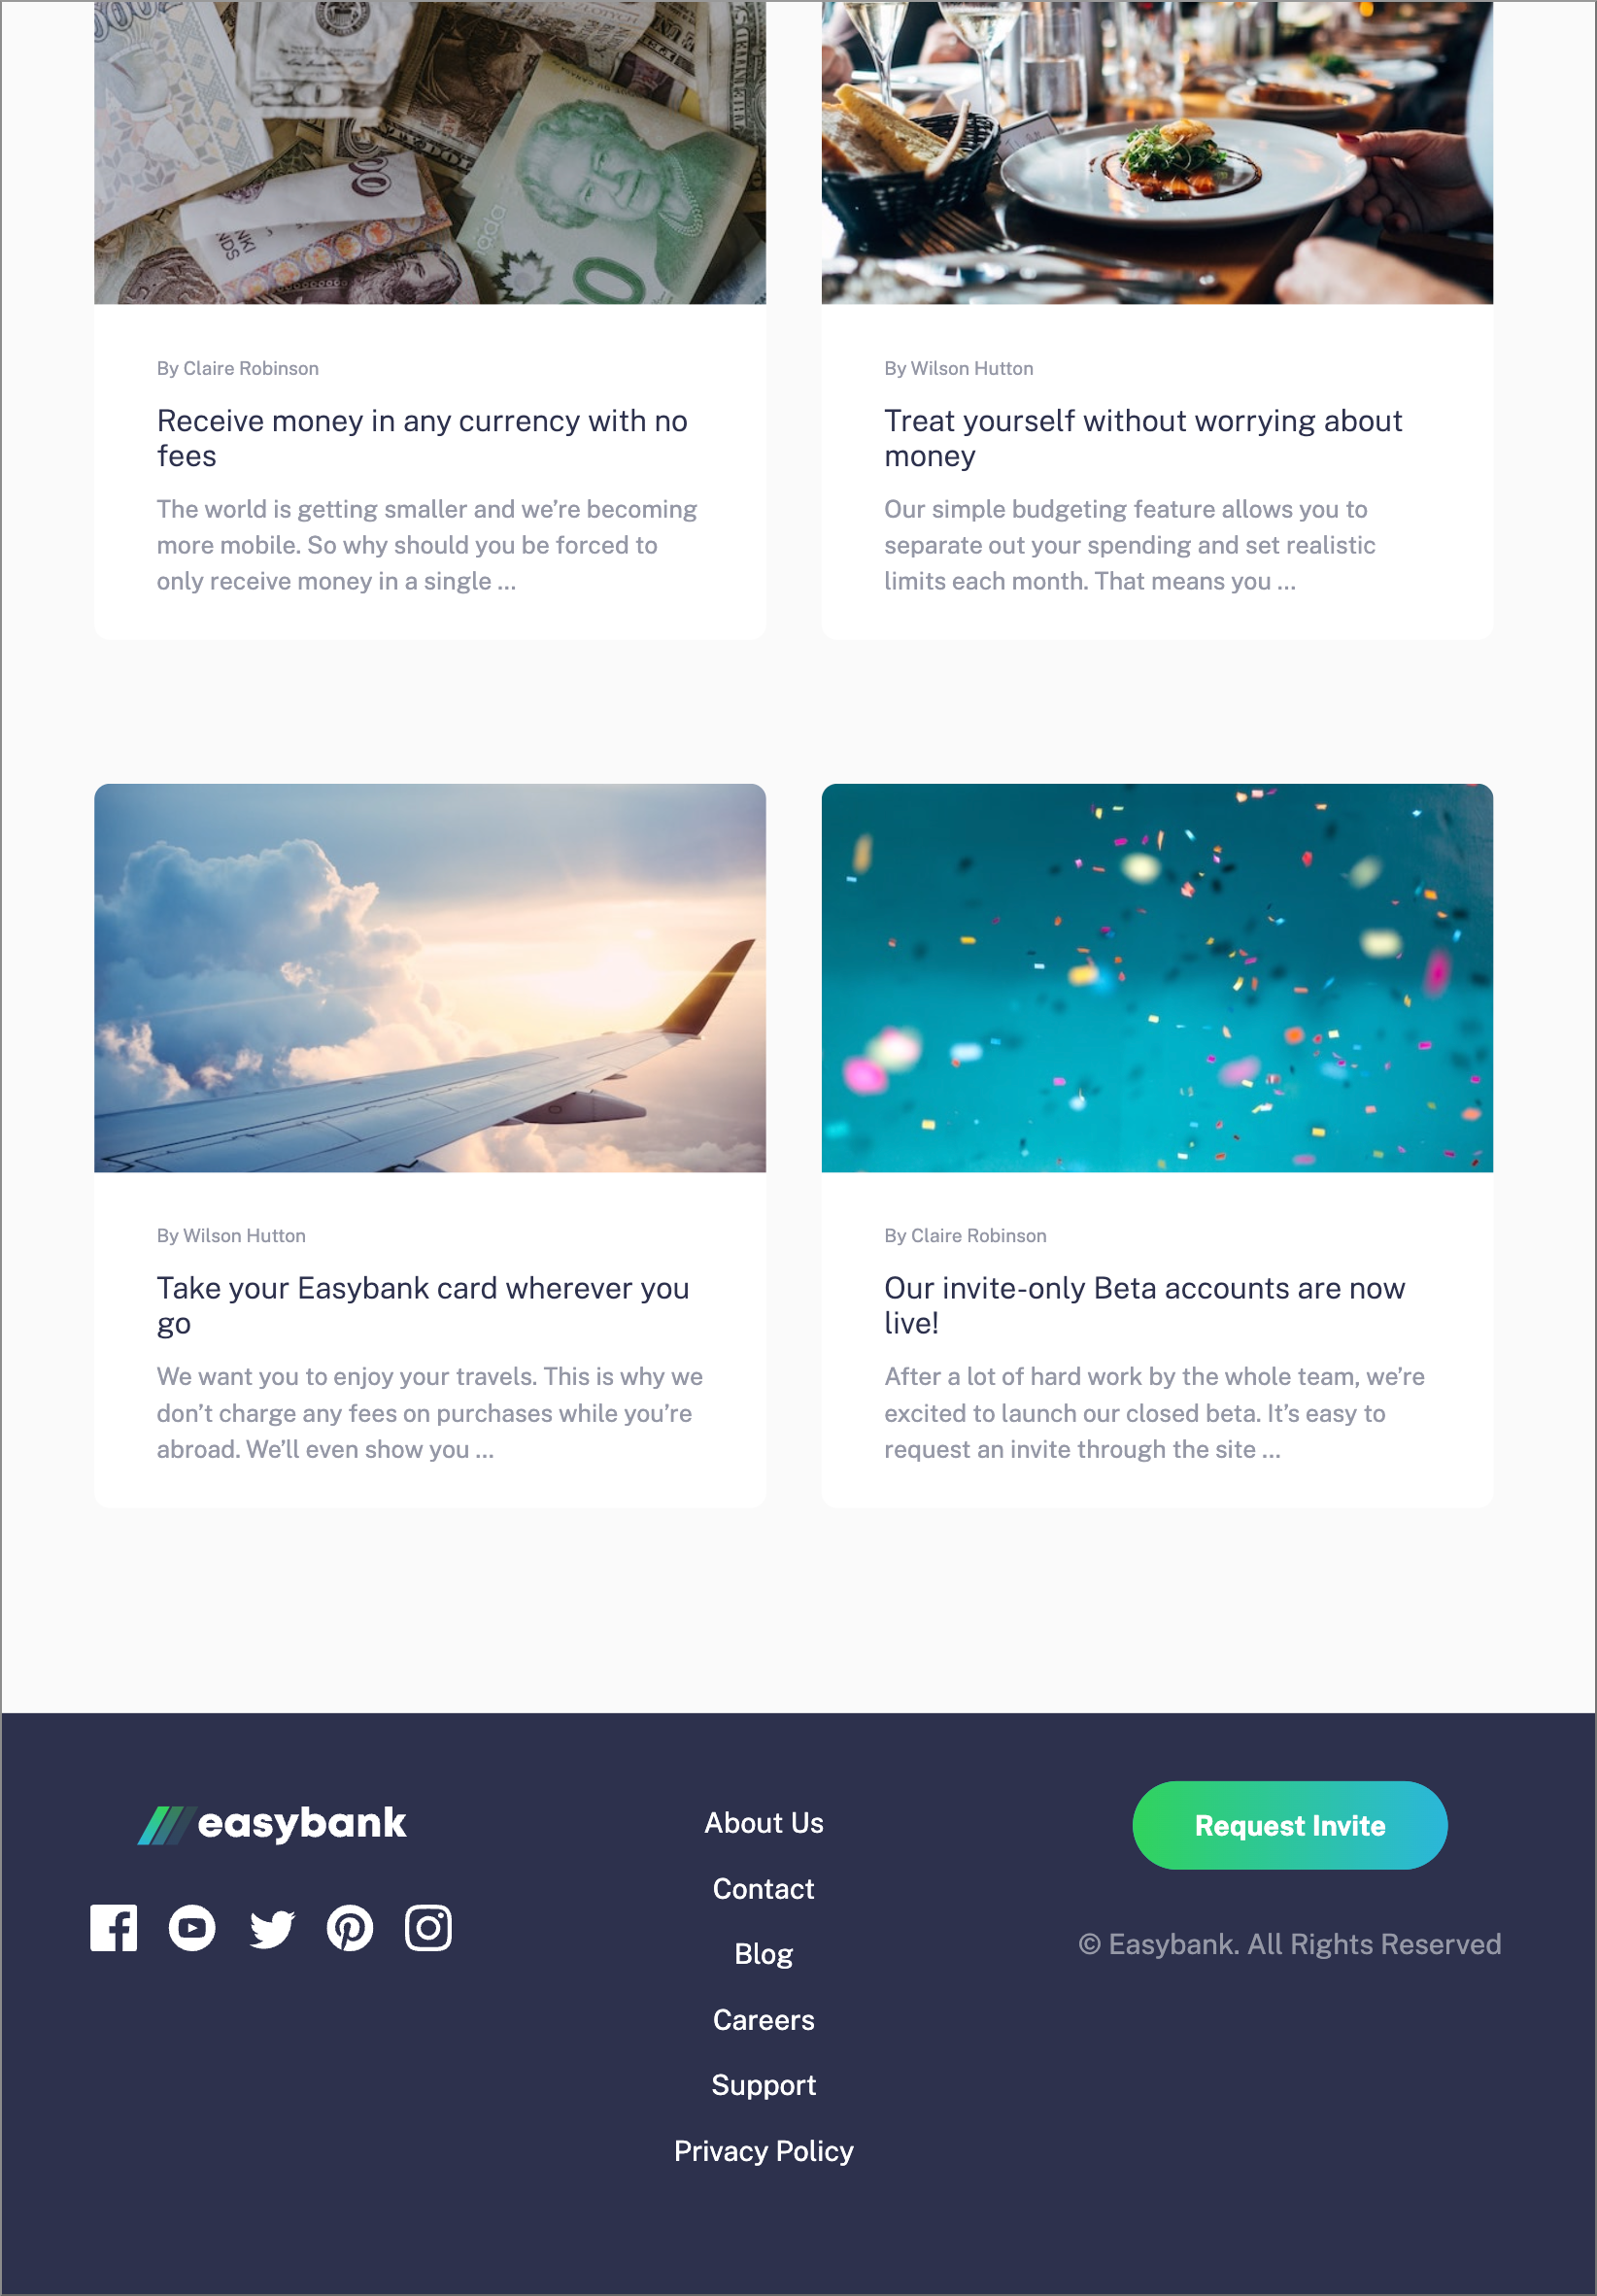 By Claire Robinson
Receive money in any currency with no
fees
The world is getting smaller and we’re becoming
more mobile. So why should you be forced to
only receive money in a single ...
By Wilson Hutton
Treat yourself without worrying about
money
Our simple budgeting feature allows you to
separate out your spending and set realistic
limits each month. That means you ...
By Wilson Hutton
Take your Easybank card wherever you
go
We want you to enjoy your travels. This is why we
don’t charge any fees on purchases while you’re
abroad. We’ll even show you ...
By Claire Robinson
Our invite-only Beta accounts are now
live!
After a lot of hard work by the whole team, we’re
excited to launch our closed beta. It’s easy to
request an invite through the site ...
easybank
About Us
Contact
Blog
Careers
Support
Privacy Policy
Request Invite
© Easybank. All Rights Reserved